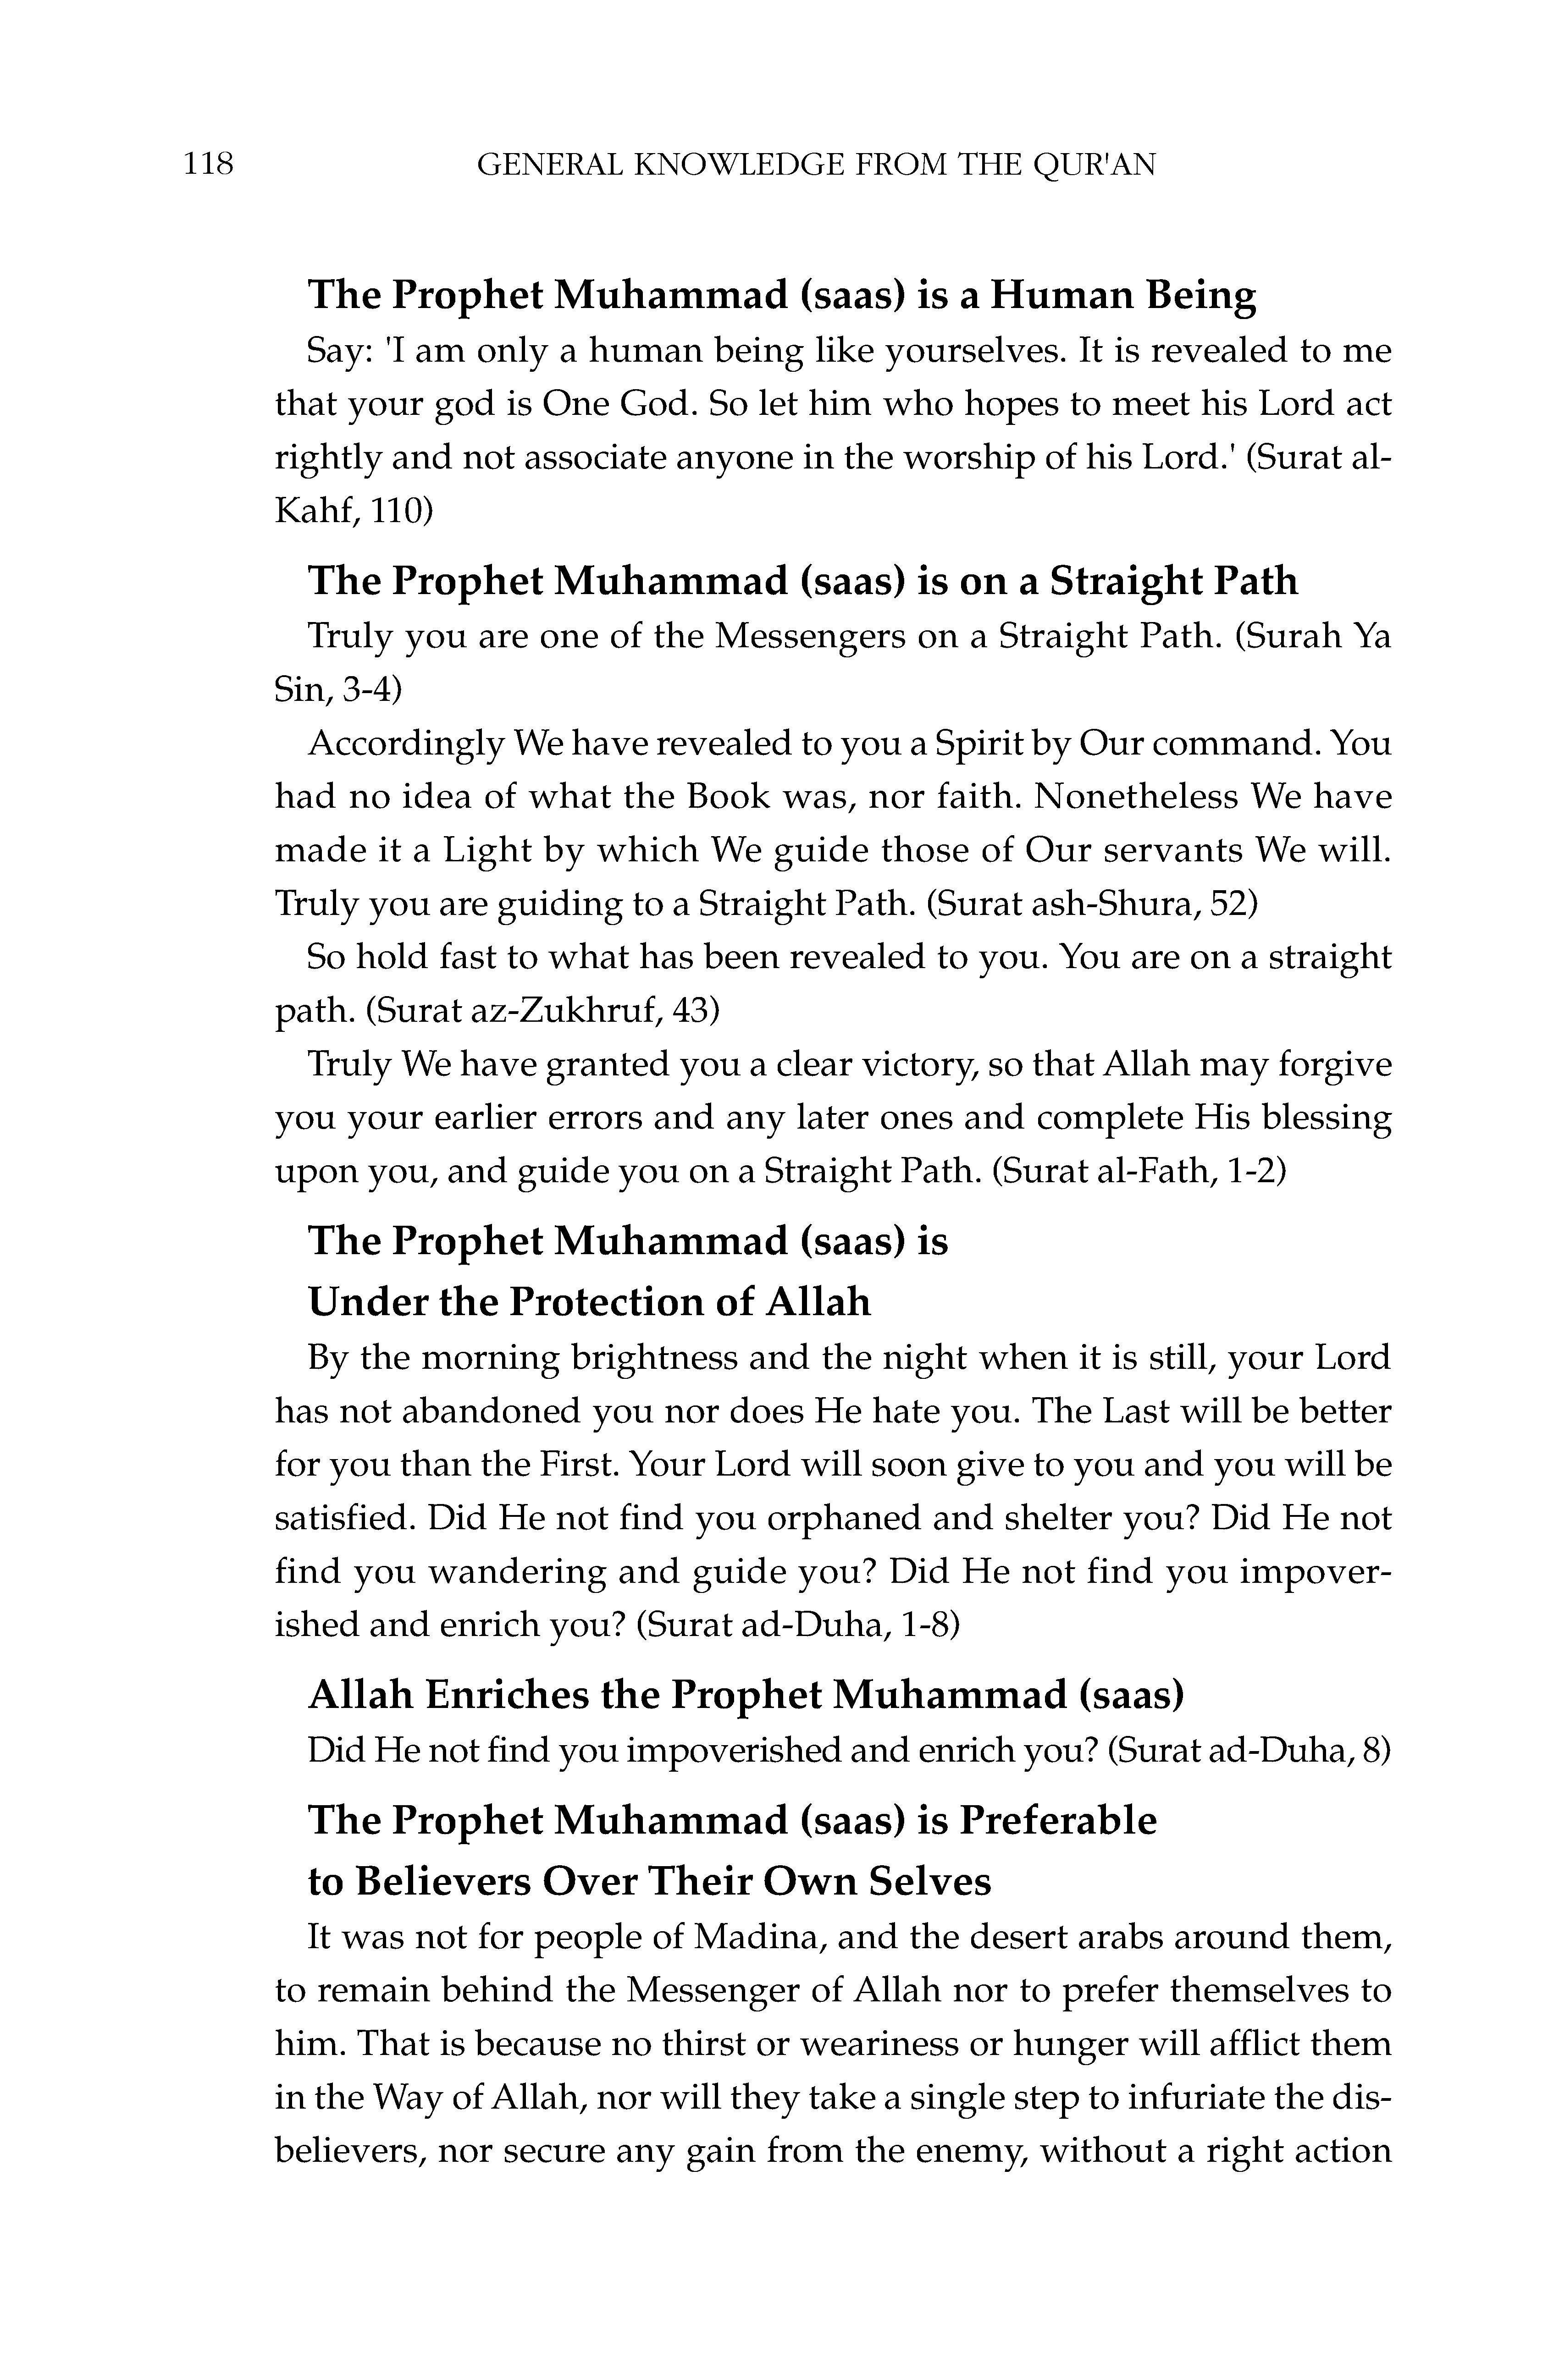 118 GENERAL KNOWLEDGE FROM THE QUR'AN
The Prophet Muhammad (saas) is a Human Being
Say: 'I am only a human being like yourselves. It is revealed to me
that your god is One God. So let him who hopes to meet his Lord act
rightly and not associate anyone in the worship of his Lord.' (Surat al-
Kahf, 110)
The Prophet Muhammad (saas) is on a Straight Path
Truly you are one of the Messengers on a Straight Path. (Surah Ya
Sin, 3-4)
Accordingly We have revealed to you a Spirit by Our command. You
had no idea of what the Book was, nor faith. Nonetheless We have
made it a Light by which We guide those of Our servants We will.
Truly you are guiding to a Straight Path. (Surat ash-Shura, 52)
So hold fast to what has been revealed to you. You are on a straight
path. (Surat az-Zukhruf, 43)
Truly We have granted you a clear victory, so that Allah may forgive
you your earlier errors and any later ones and complete His blessing
upon you, and guide you on a Straight Path. (Surat al-Fath, 1-2)
The Prophet Muhammad (saas) is
Under the Protection of Allah
By the morning brightness and the night when it is still, your Lord
has not abandoned you nor does He hate you. The Last will be better
for you than the First. Your Lord will soon give to you and you will be
satisfied. Did He not find you orphaned and shelter you? Did He not
find you wandering and guide you? Did He not find you impover-
ished and enrich you? (Surat ad-Duha, 1-8)
Allah Enriches the Prophet Muhammad (saas)
Did He not find you impoverished and enrich you? (Surat ad-Duha, 8)
The Prophet Muhammad (saas) is Preferable
to Believers Over Their Own Selves
It was not for people of Madina, and the desert arabs around them,
to remain behind the Messenger of Allah nor to prefer themselves to
him. That is because no thirst or weariness or hunger will afflict them
in the Way of Allah, nor will they take a single step to infuriate the dis-
believers, nor secure any gain from the enemy, without a right action